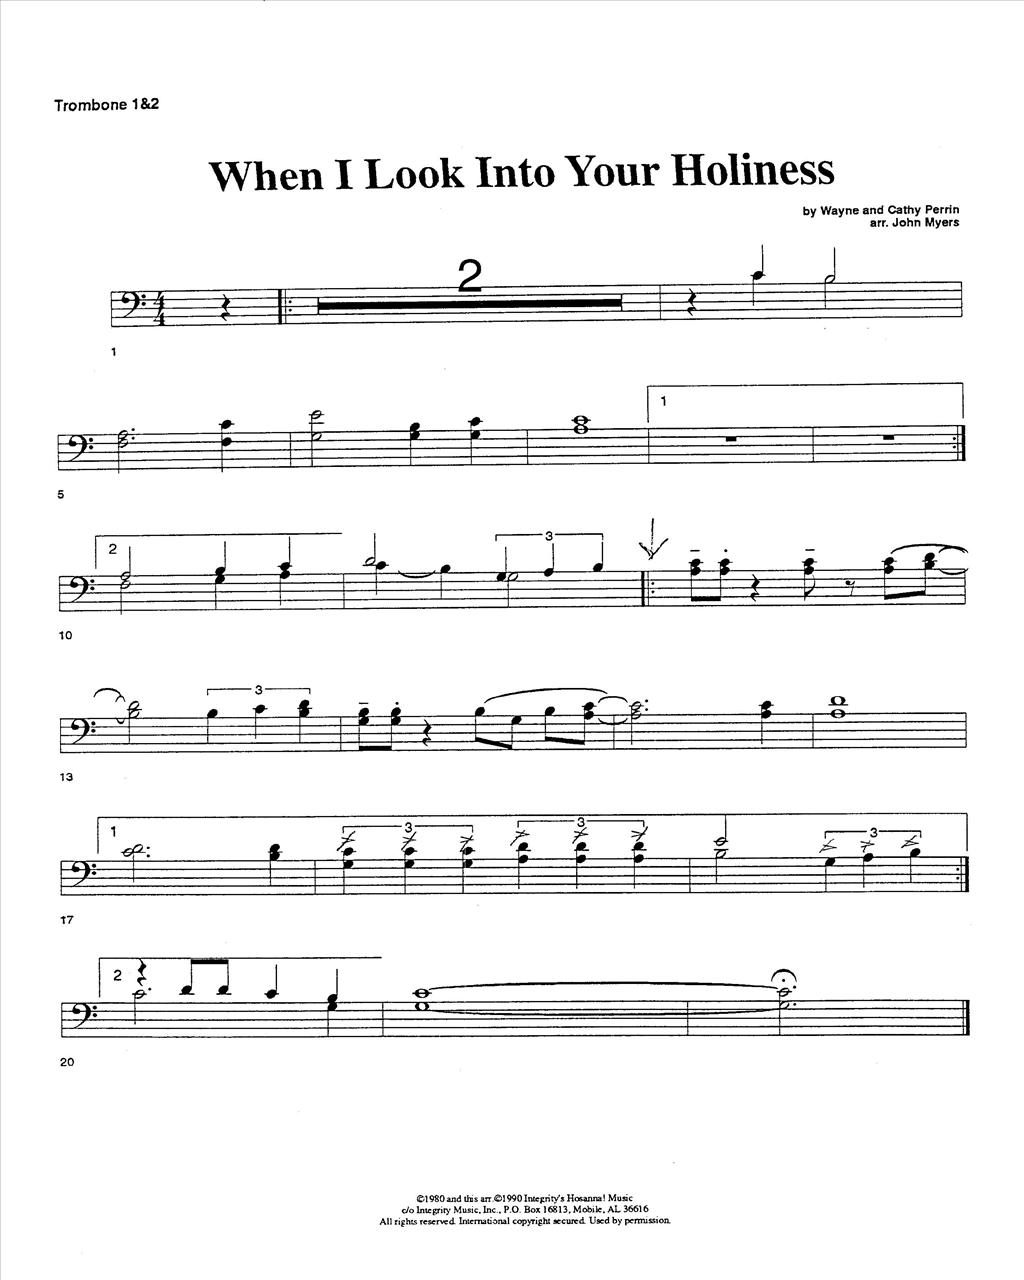 Trombone 1&2
When I Look Into Your Holiness
by Wayne and Cathy Perrin
arr. John Myers
2
4
4
1
1
5
2
3
10
3
13
1
3
3
3
17
2
20
©1980 and this arr.©1990 Integrity's Hosanna! Music
c/o Integrity Music, Inc., P.O. Box 16813, Mobile, AL 36616
All rights reserved. International copyright secured. Used by permission.